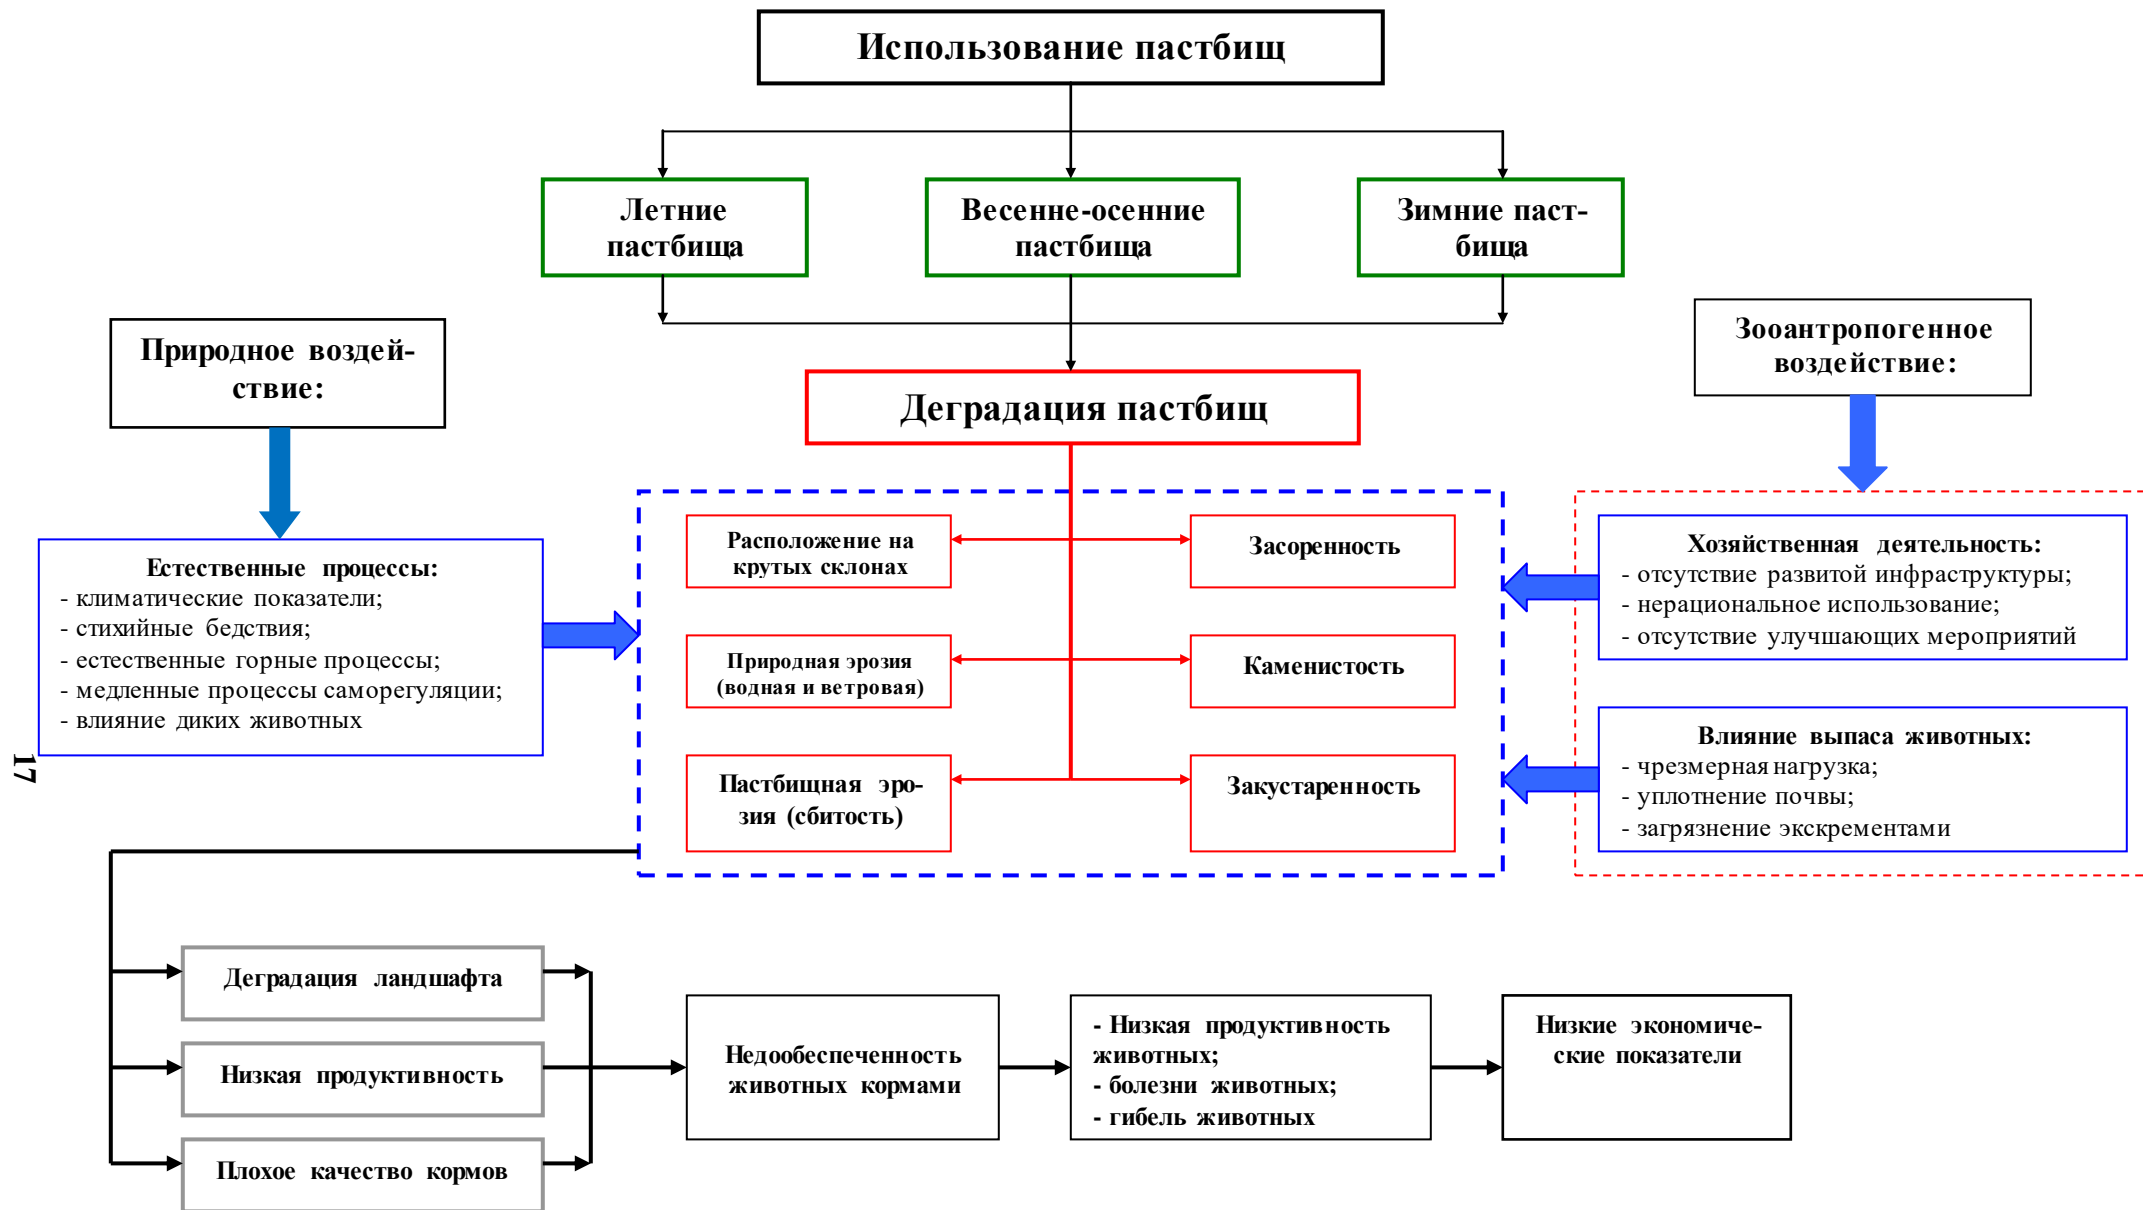 Использование пастбищ
Летние
пастбища
Весенне-осенние
пастбища
Зимние паст-
бища
Природное воздей-
ствие:
Зооантропогенное
воздействие:
Деградация пастбищ
Естественные процессы:
- климатические показатели;
- стихийные бедствия;
- естественные горные процессы;
- медленные процессы саморегуляции;
- влияние диких животных
Расположение на
крутых склонах
Засоренность
Природная эрозия
(водная и ветровая)
Каменистость
Пастбищная эро-
зия (сбитость)
Закустаренность
Хозяйственная деятельность:
- отсутствие развитой инфраструктуры;
- нерациональное использование;
- отсутствие улучшающих мероприятий
Влияние выпаса животных:
- чрезмерная нагрузка;
- уплотнение почвы;
- загрязнение экскрементами
17
Деградация ландшафта
Низкая продуктивность
Плохое качество кормов
Недообеспеченность
животных кормами
- Низкая продуктивность
животных;
- болезни животных;
- гибель животных
Низкие экономиче-
ские показатели